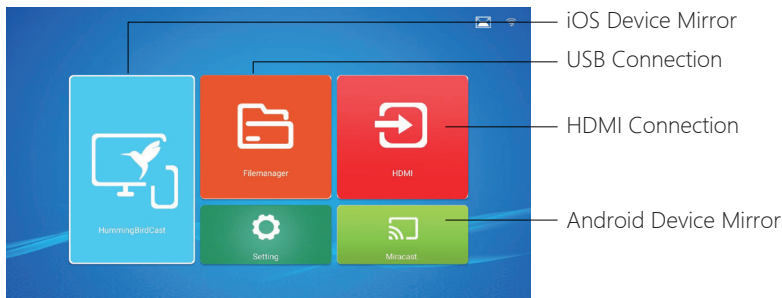 iOS Device Mirror
USB Connection
HDMI Connection
Android Device Mirror
Filemanager
HDMI
HummingBirdCast
Setting
Miracast